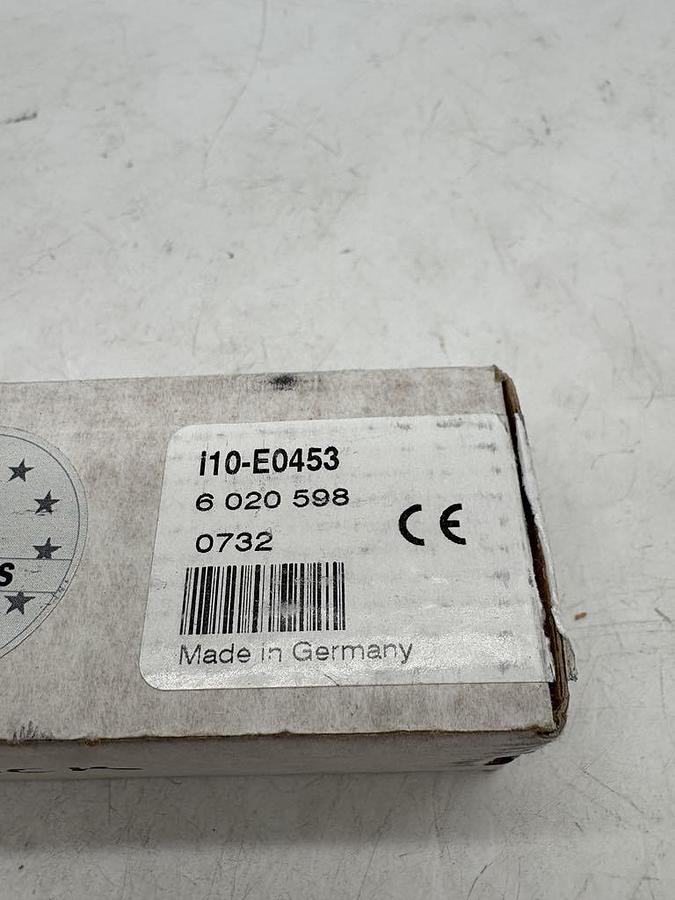 i10-E0453
6 020 598
0732
CE
Made in Germany